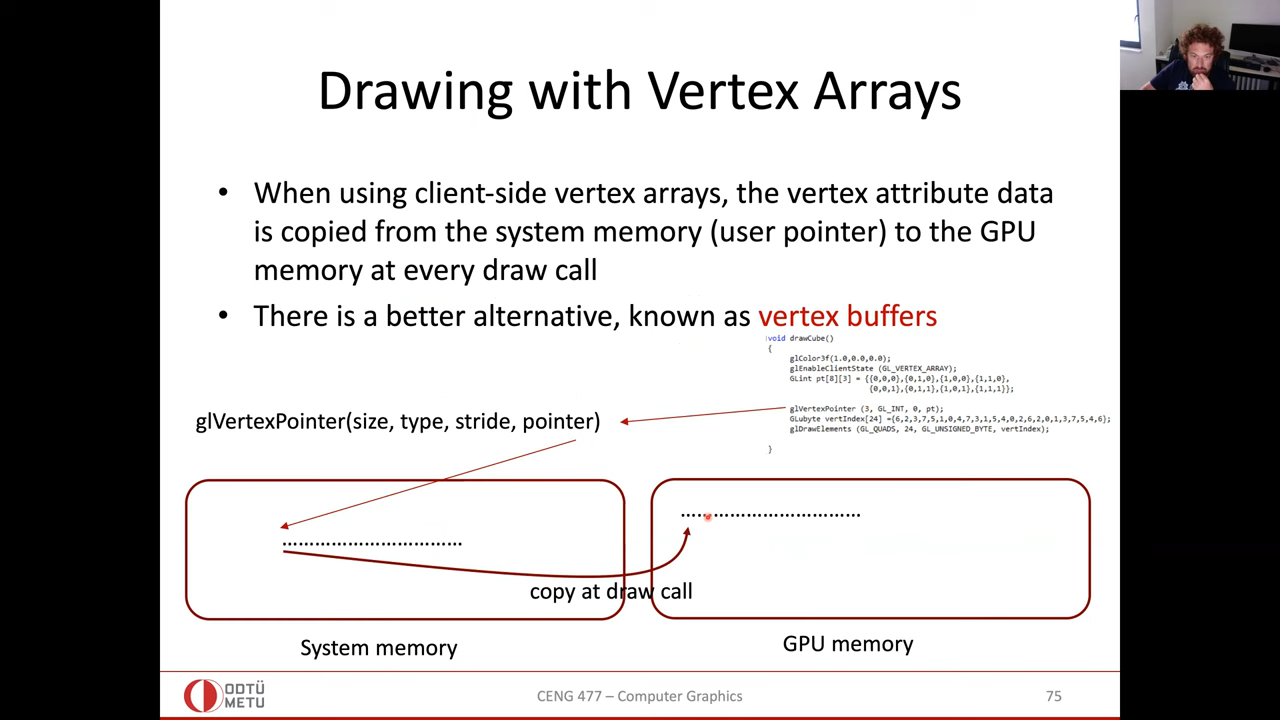 Drawing with Vertex Arrays
• When using client-side vertex arrays, the vertex attribute data
is copied from the system memory (user pointer) to the GPU
memory at every draw call
• There is a better alternative, known as vertex buffers
void drawCube()
{
glColor3f(1.0,0.0,0.0);
glEnableClientState (GL_VERTEX_ARRAY);
GLint pt[8][3] = {{0,0,0},{0,1,0},{1,0,0},{1,1,0},
{0,0,1},{0,1,1},{1,0,1},{1,1,1}};
glVertexPointer (3, GL_INT, 0, pt);
GLubyte vertIndex[24] ={6,2,3,7,5,1,0,4,7,3,1,5,4,0,2,6,2,0,1,3,7,5,4,6};
glDrawElements (GL_QUADS, 24, GL_UNSIGNED_BYTE, vertIndex);
}
glVertexPointer(size, type, stride, pointer)
copy at draw call
System memory
GPU memory
ODTÜ
METU
CENG 477 – Computer Graphics
75